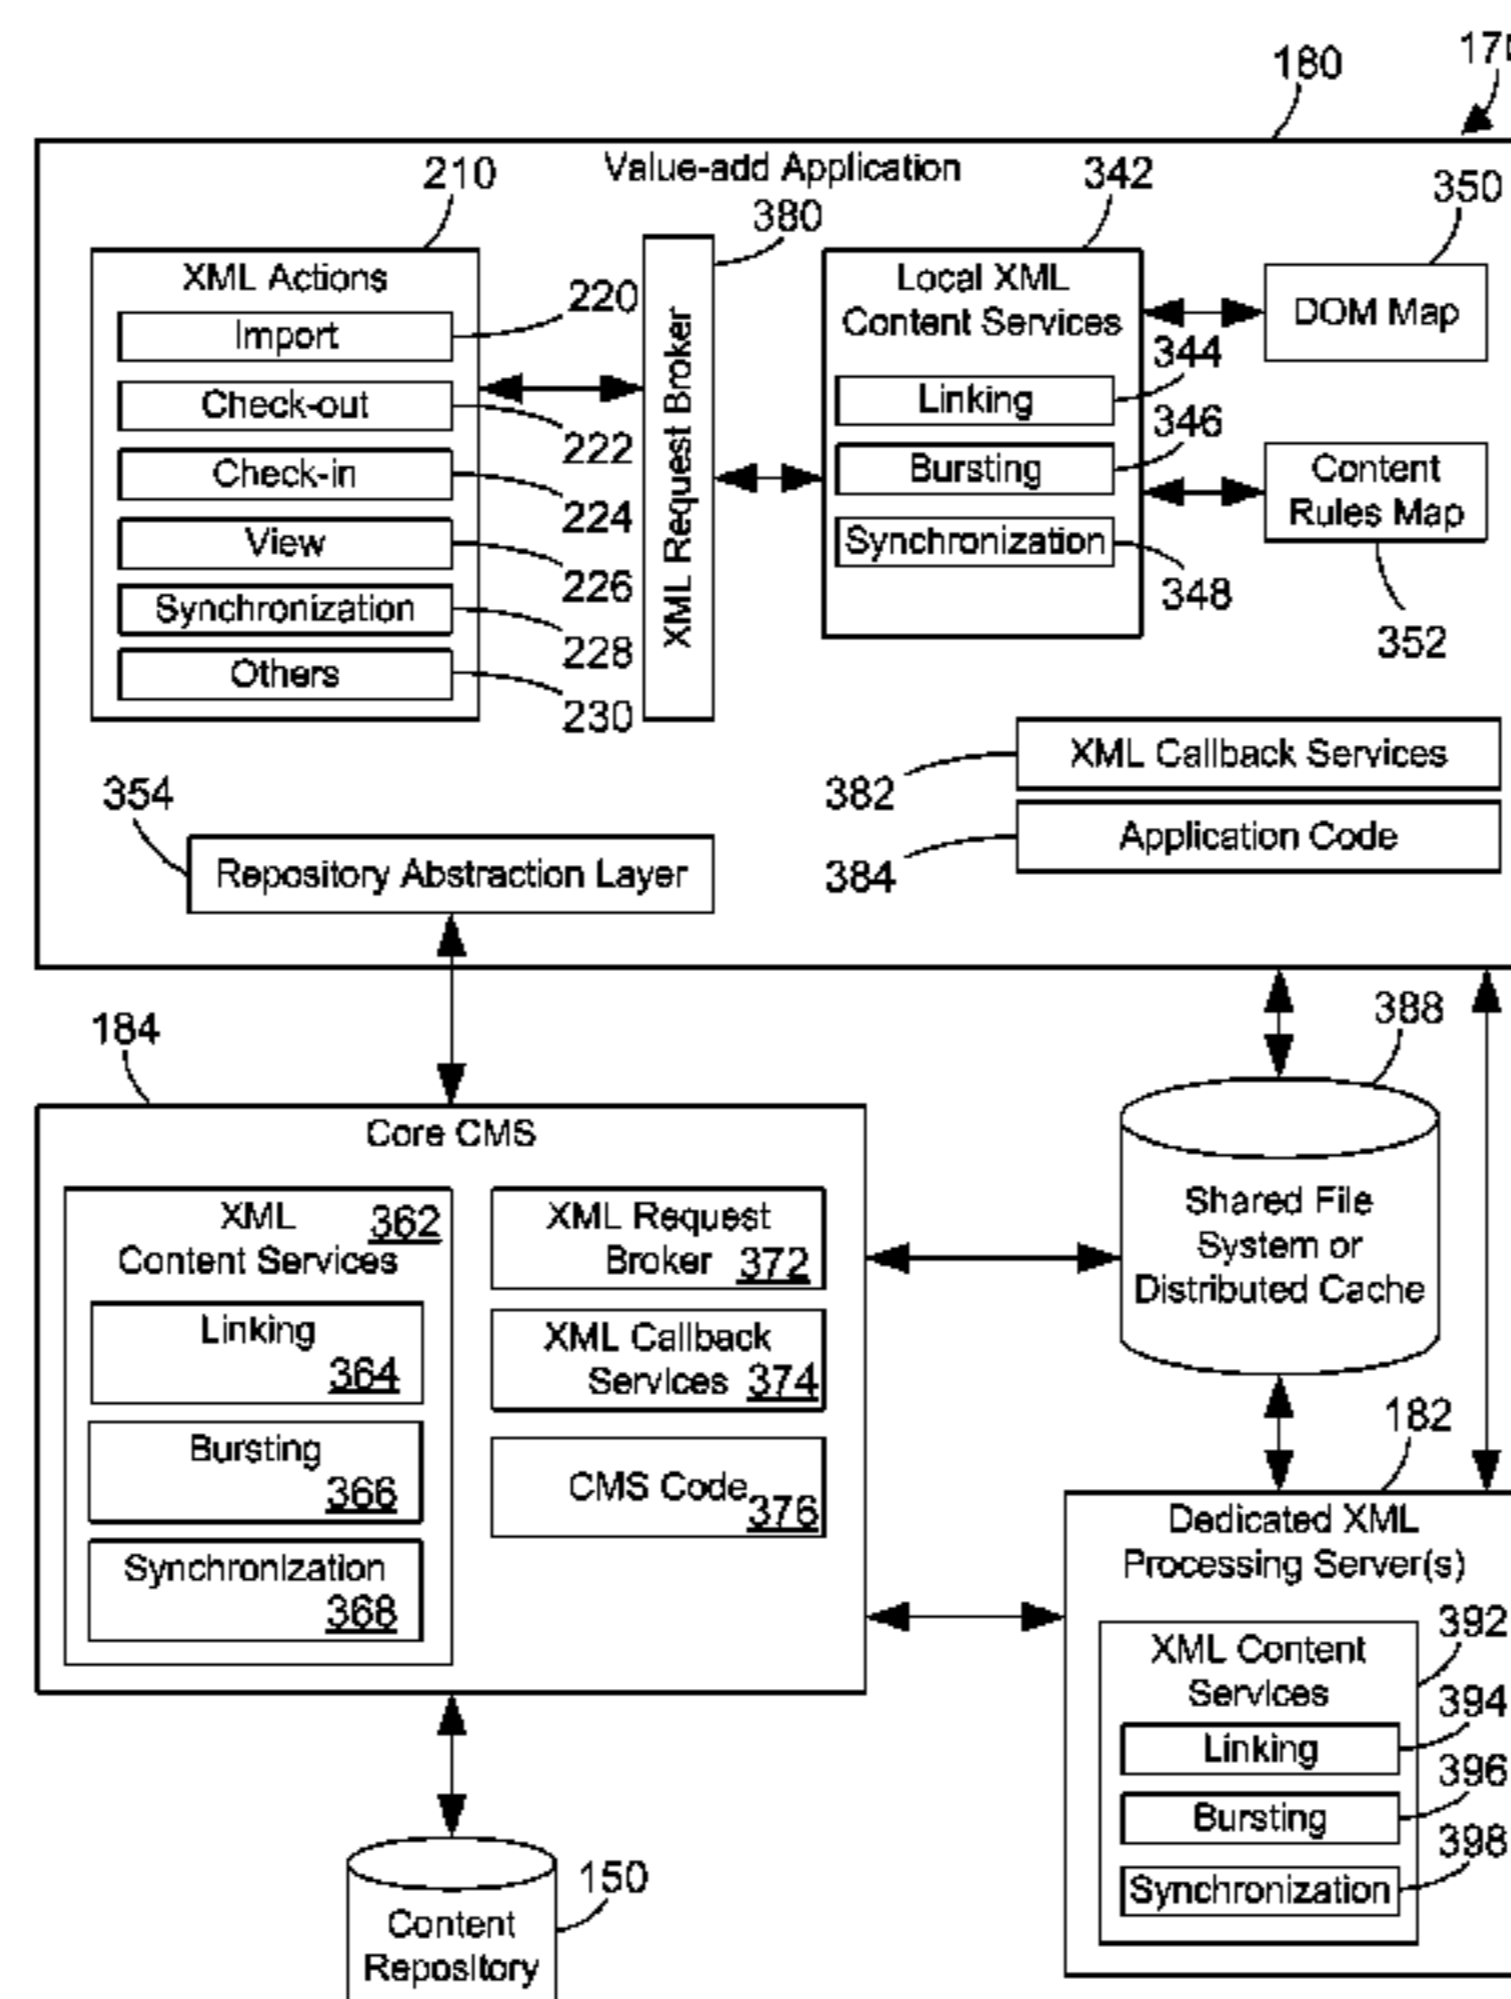 180
Value-add Application
210
380
342
350
XML Actions
Import
220
Check-out
222
Check-in
224
View
226
Synchronization
228
Others
230
XML Request Broker
Local XML
Content Services
344
Linking
346
Bursting
Synchronization
348
DOM Map
Content
Rules Map
352
382
XML Callback Services
384
Application Code
354
Repository Abstraction Layer
184
388
Core CMS
XML 362
Content Services
Linking
364
Bursting
366
Synchronization
368
XML Request
Broker 372
XML Callback
Services 374
CMS Code
376
Shared File
System or
Distributed Cache
182
Dedicated XML
Processing Server(s)
392
XML Content
Services
394
Linking
396
Bursting
398
Synchronization
150
Content
Repository